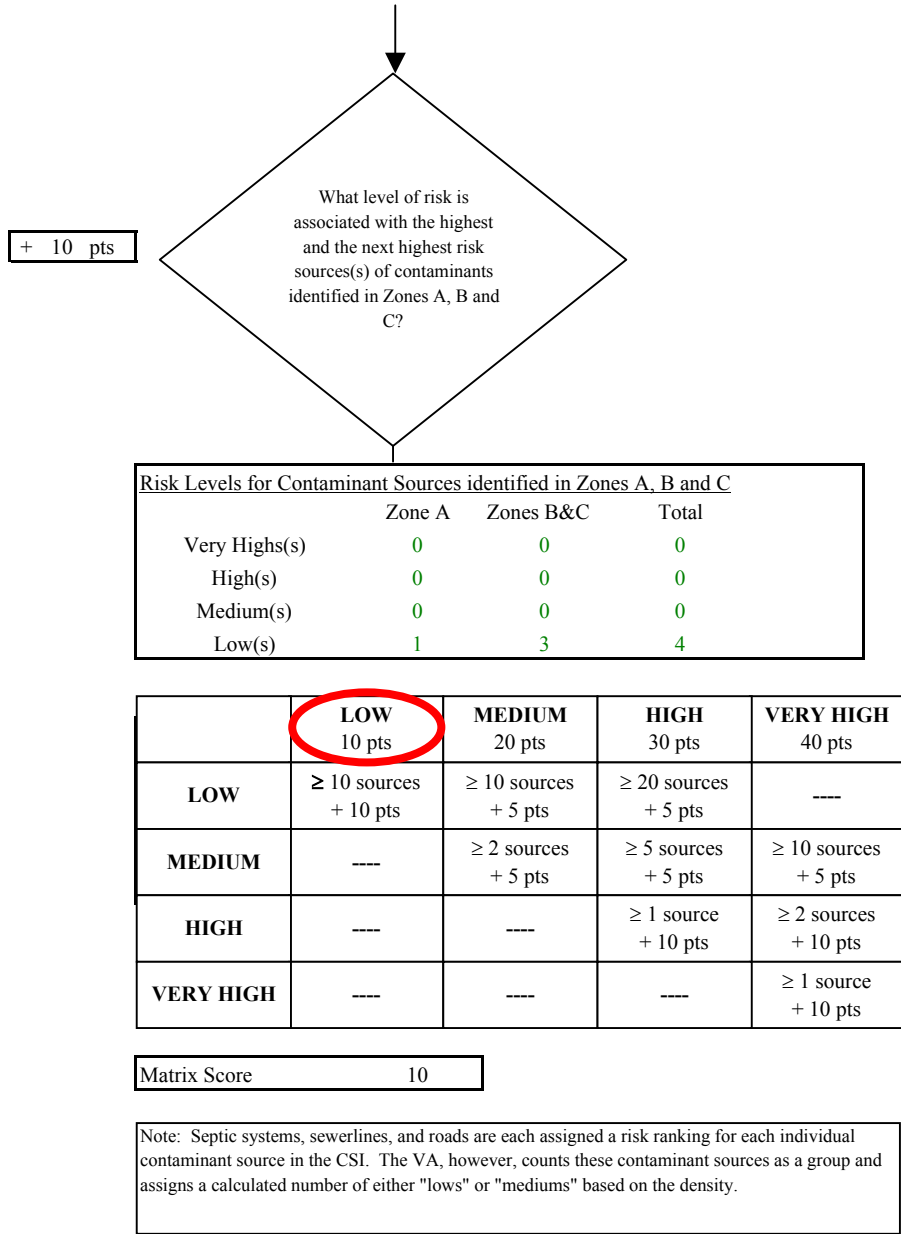 What level of risk is
associated with the highest
and the next highest risk
sources(s) of contaminants
identified in Zones A, B and
C?
+ 10 pts
Risk Levels for Contaminant Sources identified in Zones A, B and C
Zone A Zones B&C Total
Very Highs(s) 0 0 0
High(s) 0 0 0
Medium(s) 0 0 0
Low(s) 1 3 4
LOW MEDIUM HIGH VERY HIGH
10 pts 20 pts 30 pts 40 pts
LOW ≥ 10 sources ≥ 10 sources ≥ 20 sources ----
+ 10 pts + 5 pts + 5 pts
MEDIUM ---- ≥ 2 sources ≥ 5 sources ≥ 10 sources
+ 5 pts + 5 pts + 5 pts
HIGH ---- ---- ≥ 1 source ≥ 2 sources
+ 10 pts + 10 pts
VERY HIGH ---- ---- ---- ≥ 1 source
+ 10 pts
Matrix Score 10
Note: Septic systems, sewerlines, and roads are each assigned a risk ranking for each individual
contaminant source in the CSI. The VA, however, counts these contaminant sources as a group and
assigns a calculated number of either "lows" or "mediums" based on the density.